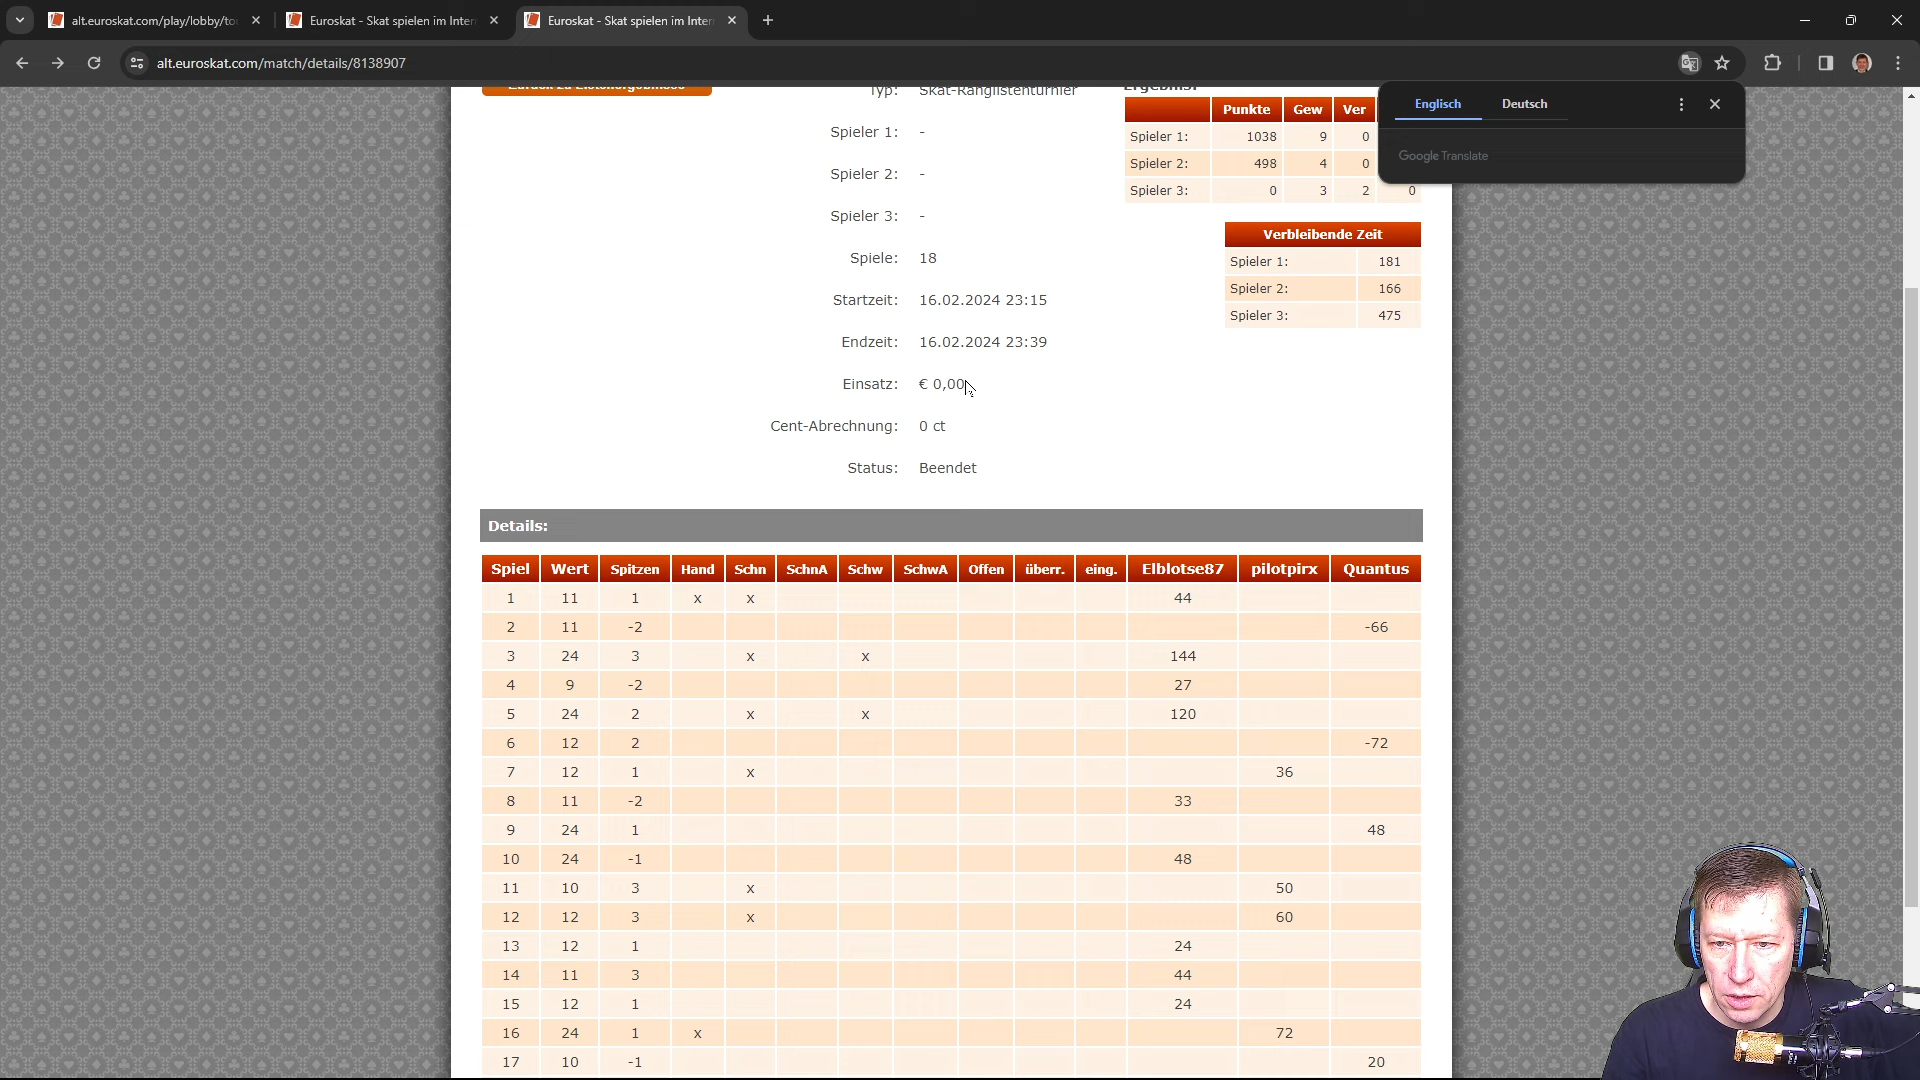 alt.euroskat.com/play/lobby/to
Euroskat - Skat spielen im Inter
Euroskat - Skat spielen im Intern
alt.euroskat.com/match/details/8138907
Englisch
Deutsch
Google Translate
Typ: Skat-Ranglistenturnier
Spieler 1: -
Spieler 2: -
Spieler 3: -
Spiele: 18
Startzeit: 16.02.2024 23:15
Endzeit: 16.02.2024 23:39
Einsatz: € 0,00
Cent-Abrechnung: 0 ct
Status: Beendet
Punkte Gew Ver
Spieler 1: 1038 9 0
Spieler 2: 498 4 0
Spieler 3: 0 3 2 0
Verbleibende Zeit
Spieler 1: 181
Spieler 2: 166
Spieler 3: 475
Details:
Spiel Wert Spitzen Hand Schn SchnA Schw SchwA Offen überr. eing. Elblotse87 pilotpirx Quantus
1 11 1 x x 44
2 11 -2 -66
3 24 3 x x 144
4 9 -2 27
5 24 2 x x 120
6 12 2 -72
7 12 1 x 36
8 11 -2 33
9 24 1 48
10 24 -1 48
11 10 3 x 50
12 12 3 x 60
13 12 1 24
14 11 3 44
15 12 1 24
16 24 1 x 72
17 10 -1 20